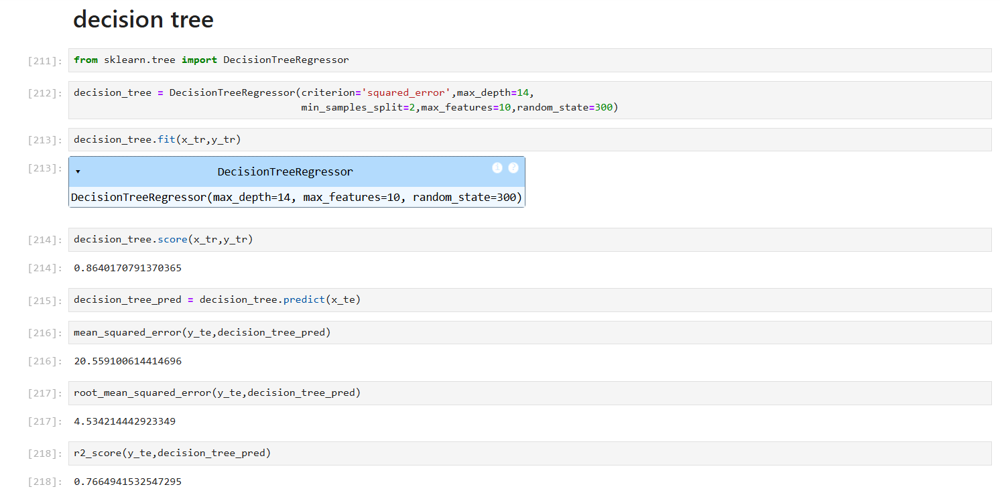 decision tree
[211]: from sklearn.tree import DecisionTreeRegressor
[212]: decision_tree = DecisionTreeRegressor(criterion='squared_error',max_depth=14,
min_samples_split=2,max_features=10,random_state=300)
[213]: decision_tree.fit(x_tr,y_tr)
[213]: ▾ DecisionTreeRegressor i ?
DecisionTreeRegressor(max_depth=14, max_features=10, random_state=300)
[214]: decision_tree.score(x_tr,y_tr)
[214]: 0.8640170791370365
[215]: decision_tree_pred = decision_tree.predict(x_te)
[216]: mean_squared_error(y_te,decision_tree_pred)
[216]: 20.559100614414696
[217]: root_mean_squared_error(y_te,decision_tree_pred)
[217]: 4.534214442923349
[218]: r2_score(y_te,decision_tree_pred)
[218]: 0.7664941532547295